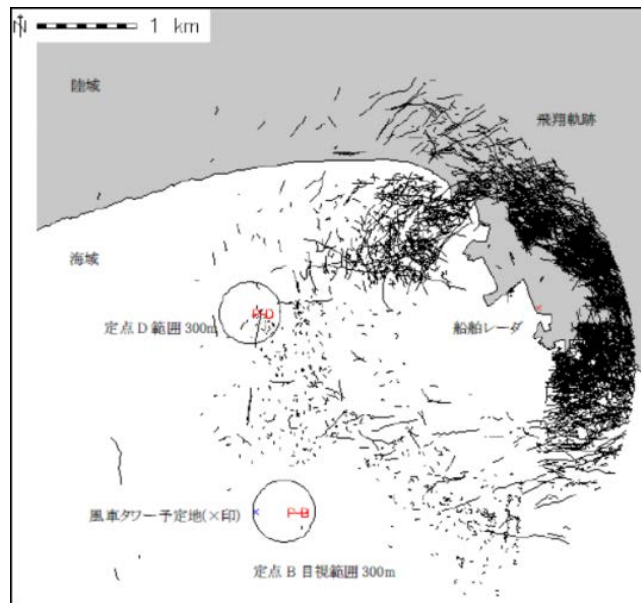 N 1 km
陸域
飛翔軌跡
海域
定点D範囲300m
船舶レーダ
風車タワー予定地(×印)
定点B目視範囲300m